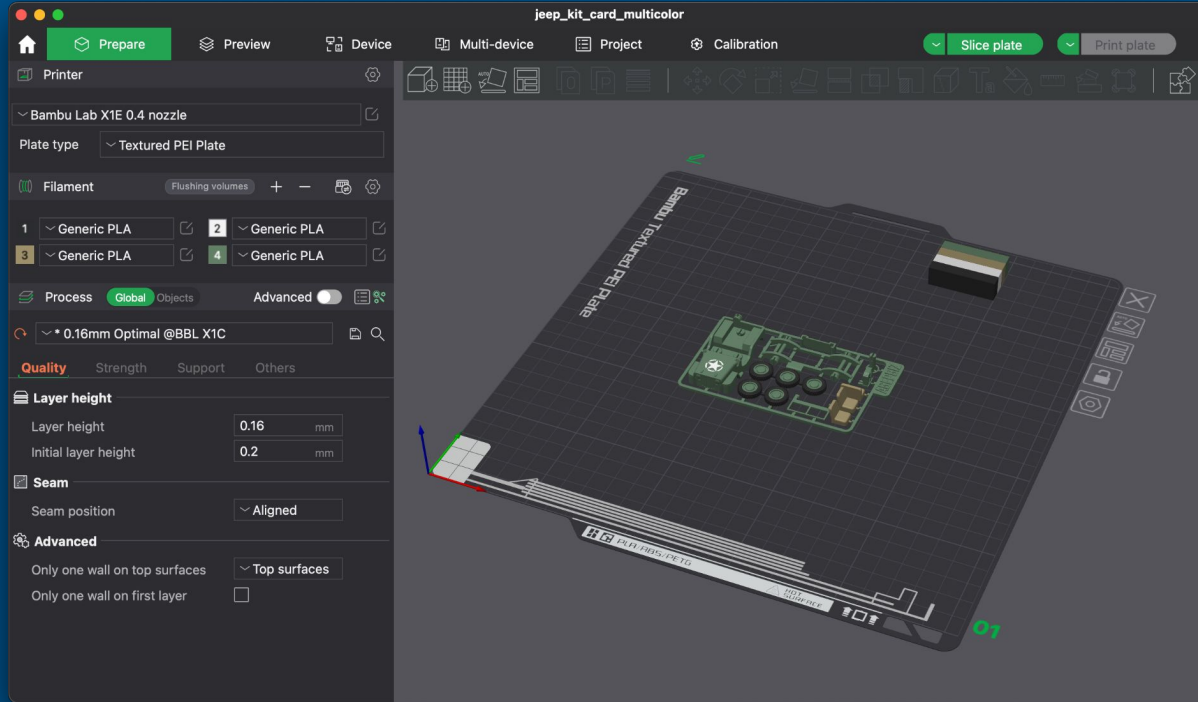 jeep_kit_card_multicolor
Prepare
Preview
Device
Multi-device
Project
Calibration
Slice plate
Print plate
Printer
Bambu Lab X1E 0.4 nozzle
Plate type
Textured PEI Plate
Filament
Flushing volumes
1 Generic PLA
2 Generic PLA
3 Generic PLA
4 Generic PLA
Process
Global
Objects
Advanced
* 0.16mm Optimal @BBL X1C
Quality
Strength
Support
Others
Layer height
Layer height 0.16 mm
Initial layer height 0.2 mm
Seam
Seam position Aligned
Advanced
Only one wall on top surfaces Top surfaces
Only one wall on first layer
AUTO
Bambu Textured PEI Plate
PLA/ABS/PETG
HOT
SURFACE
01